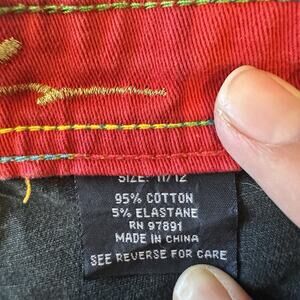 SIZE: 11/12
95% COTTON
5% ELASTANE
RN 97891
MADE IN CHINA
SEE REVERSE FOR CARE